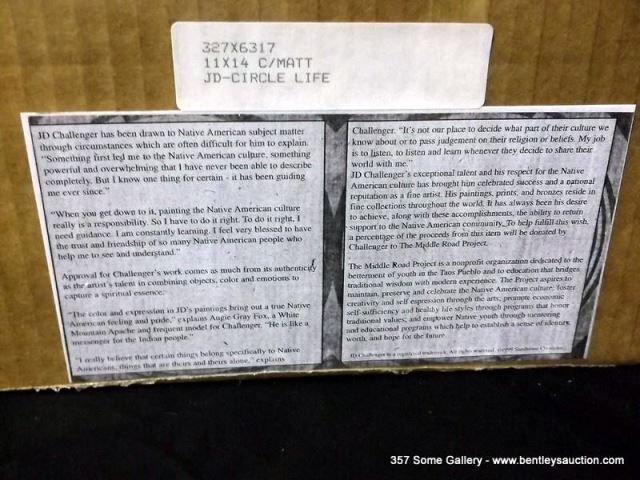 327X6317
11X14 C/MATT
JD-CIRCLE LIFE
JD Challenger has been drawn to Native American subject matter
through circumstances which are often difficult for him to explain.
"Something first led me to the Native American culture, something
powerful and overwhelming that I have never been able to describe
completely. But I know one thing for certain - it has been guiding
me ever since."
"When you get down to it, painting the Native American culture
really is a responsibility. So I have to do it right. To do it right, I
need guidance. I am constantly learning. I feel very blessed to have
the trust and friendship of so many Native American people who
help me to see and understand."
Approval for Challenger's work comes as much from its authenticity
as the artist's talent in combining objects, color and emotions to
capture a spiritual essence.
"The color and expression in JD's paintings bring out a true Native
American feeling and guide," explains Angie Gray Fox, a White
Mountain Apache and frequent model for Challenger. "He is like a
messenger for the Indian people."
"I really believe that certain things belong specifically to Native
Americans, things that are theirs and theirs alone," explains
Challenger. "It's not our place to decide what part of their culture we
know about or to pass judgement on their religion or beliefs. My job
is to listen, to listen and learn whenever they decide to share their
world with me."
JD Challenger's exceptional talent and his respect for the Native
American culture has brought him celebrated success and a national
reputation as a fine artist. His paintings, prints, and bronzes reside in
fine collections throughout the world. It has always been his desire
to achieve, along with these accomplishments, the ability to return
support to the Native American community. To help fulfill this wish,
a percentage of the proceeds from this item will be donated by
Challenger to The Middle Road Project.
The Middle Road Project is a nonprofit organization dedicated to the
betterment of youth in the Taos Pueblo and to education that bridges
traditional wisdom with modern experience. The Project aspires to
maintain, preserve and celebrate the Native American culture; foster
creativity and self expression through the arts; promote economic
self-sufficiency and healthy life styles through programs that honor
traditional values; and empower Native youth through mentoring
and educational programs which help to establish a sense of identity,
worth, and hope for the future.
JD Challenger is a registered trademark. All rights reserved.
357 Some Gallery - www.bentleysauction.com